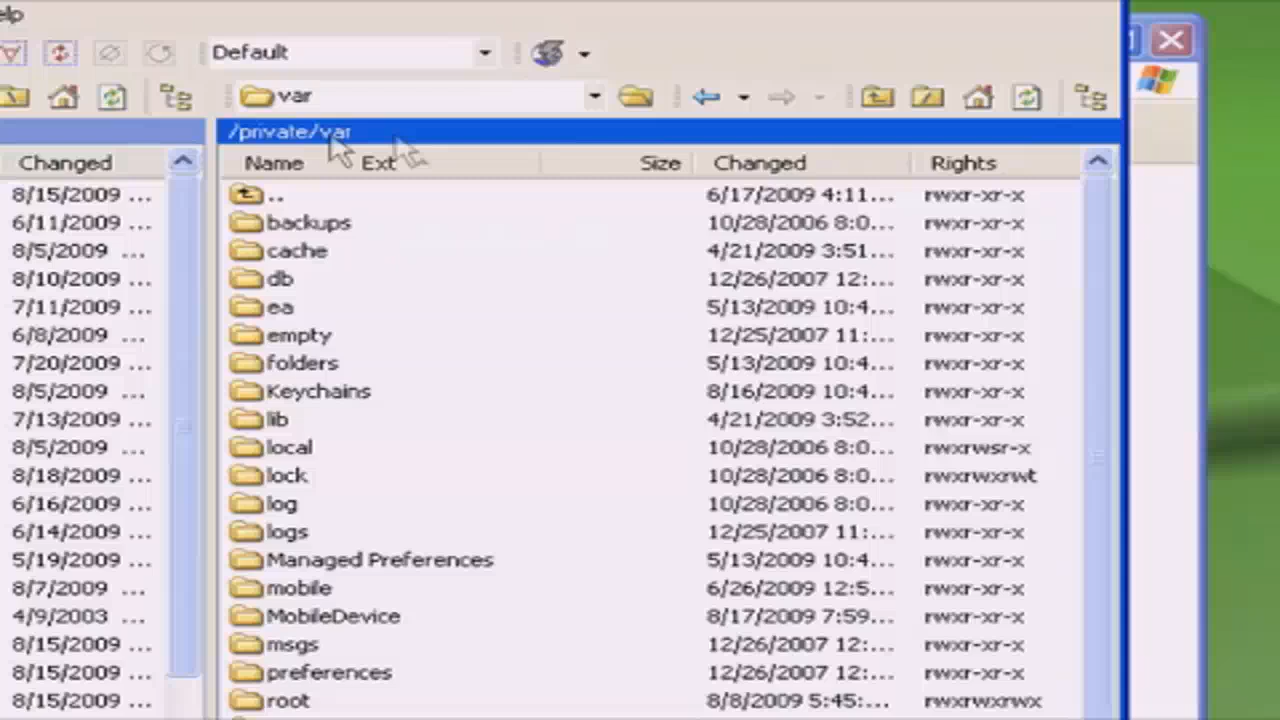 elp
Default
var
/private/var
Changed Name Ext Size Changed Rights
8/15/2009 ... .. 6/17/2009 4:11... rwxr-xr-x
6/11/2009 ... backups 10/28/2006 8:0... rwxr-xr-x
8/5/2009 ... cache 4/21/2009 3:51... rwxr-xr-x
8/10/2009 ... db 12/26/2007 12:... rwxr-xr-x
7/11/2009 ... ea 5/13/2009 10:4... rwxr-xr-x
6/8/2009 ... empty 12/25/2007 11:... rwxr-xr-x
7/20/2009 ... folders 5/13/2009 10:4... rwxr-xr-x
8/5/2009 ... Keychains 8/16/2009 10:4... rwxr-xr-x
7/13/2009 ... lib 4/21/2009 3:52... rwxr-xr-x
8/5/2009 ... local 10/28/2006 8:0... rwxrwsr-x
8/18/2009 ... lock 10/28/2006 8:0... rwxrwxrwt
6/16/2009 ... log 10/28/2006 8:0... rwxr-xr-x
6/14/2009 ... logs 12/25/2007 11:... rwxr-xr-x
5/19/2009 ... Managed Preferences 5/13/2009 10:4... rwxr-xr-x
8/7/2009 ... mobile 6/26/2009 12:5... rwxr-xr-x
4/9/2003 ... MobileDevice 8/17/2009 7:59... rwxr-xr-x
8/15/2009 ... msgs 12/26/2007 12:... rwxr-xr-x
8/15/2009 ... preferences 12/26/2007 12:... rwxr-xr-x
8/15/2009 ... root 8/8/2009 5:45:... rwxrwxrwx